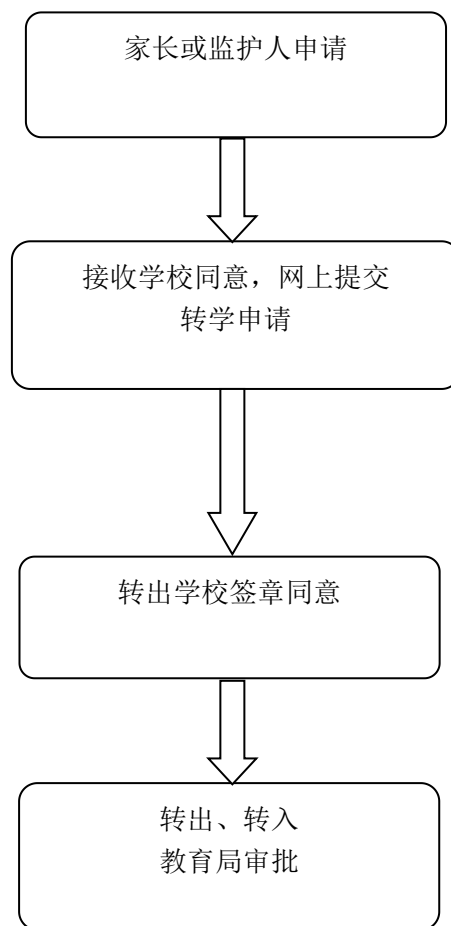 家长或监护人申请
接收学校同意，网上提交
转学申请
转出学校签章同意
转出、转入
教育局审批